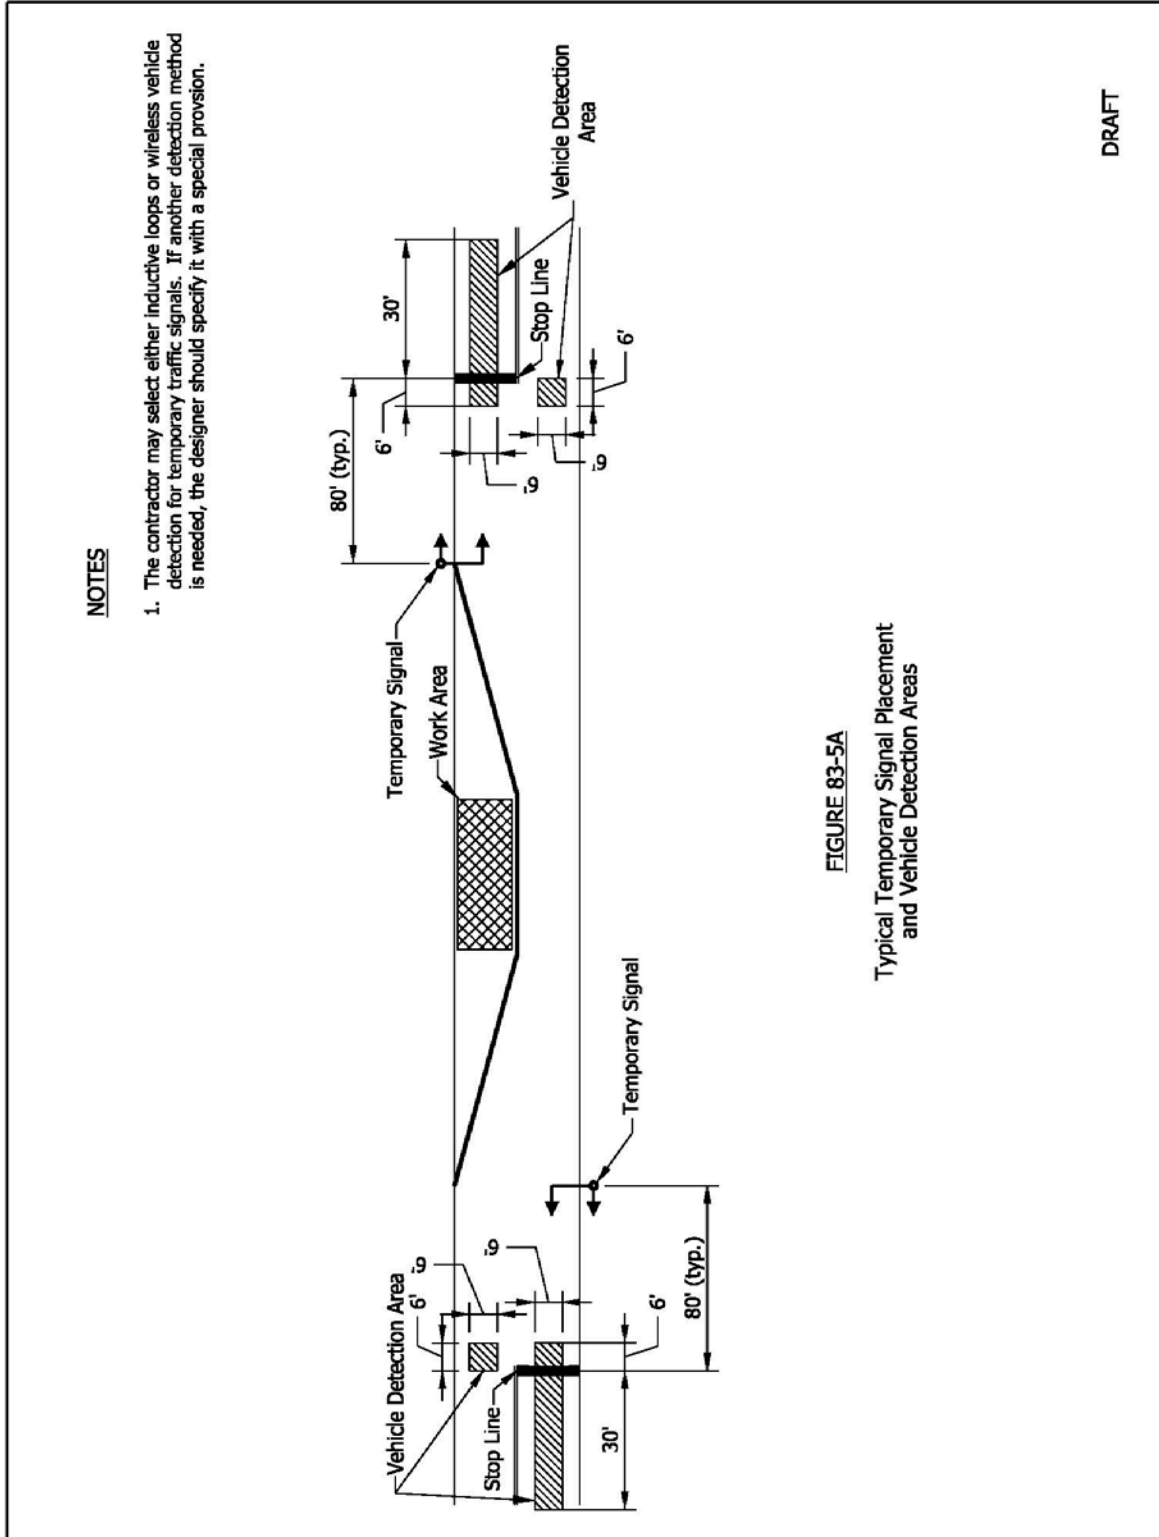 NOTES
1. The contractor may select either inductive loops or wireless vehicle
detection for temporary traffic signals. If another detection method
is needed, the designer should specify it with a special provsion.
Vehicle Detection Area
6'
6'
6'
Stop Line
30'
6'
80' (typ.)
Temporary Signal
Work Area
Temporary Signal
80' (typ.)
6'
30'
6'
6'
Stop Line
6'
Vehicle Detection
Area
FIGURE 83-5A
Typical Temporary Signal Placement
and Vehicle Detection Areas
DRAFT